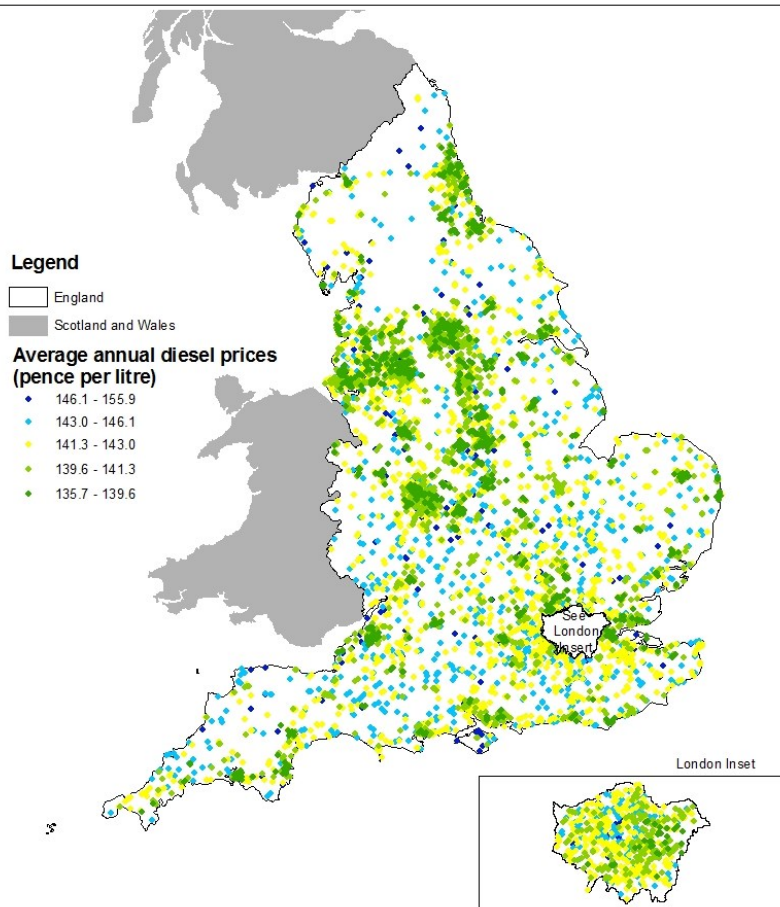 Legend
England
Scotland and Wales
Average annual diesel prices
(pence per litre)
146.1 - 155.9
143.0 - 146.1
141.3 - 143.0
139.6 - 141.3
135.7 - 139.6
See
London
Insert
London Inset